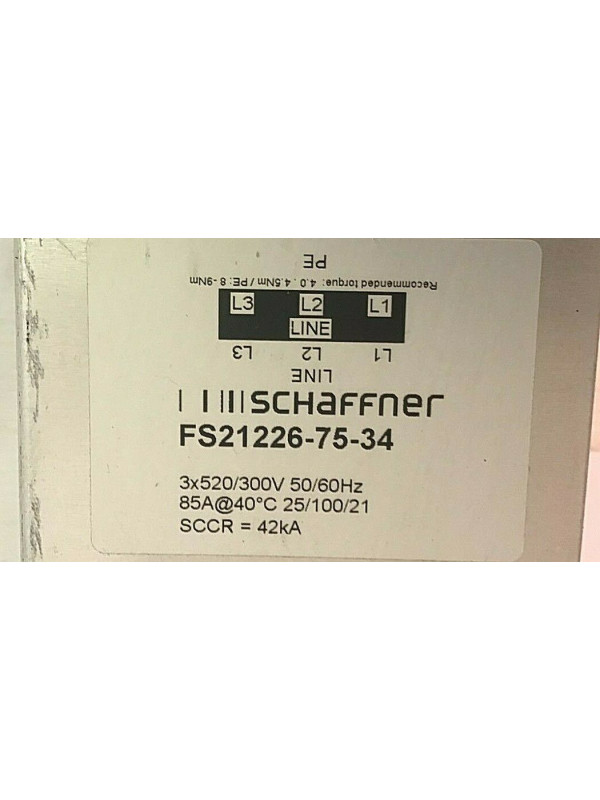 PE
Recommended torque: 4.0 . 4.5Nm / PE: 8 -9Nm
L3 L2 L1
LINE
L3 L2 L1
LINE
SCHaffner
FS21226-75-34
3x520/300V 50/60Hz
85A@40°C 25/100/21
SCCR = 42kA